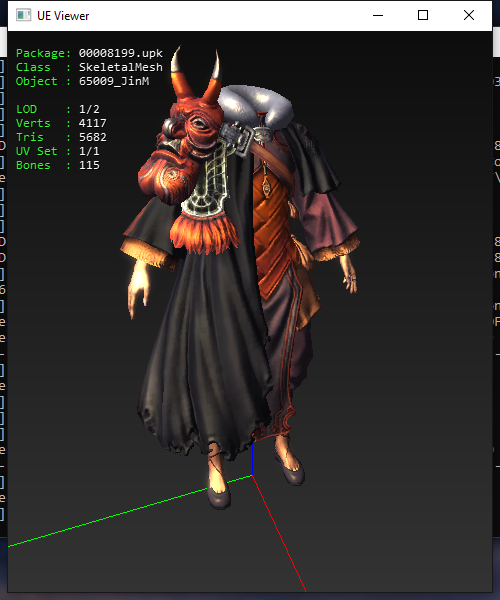 UE Viewer
Package: 00008199.upk
Class  : SkeletalMesh
Object : 65009_JinM
LOD    : 1/2
Verts  : 4117
Tris   : 5682
UV Set : 1/1
Bones  : 115